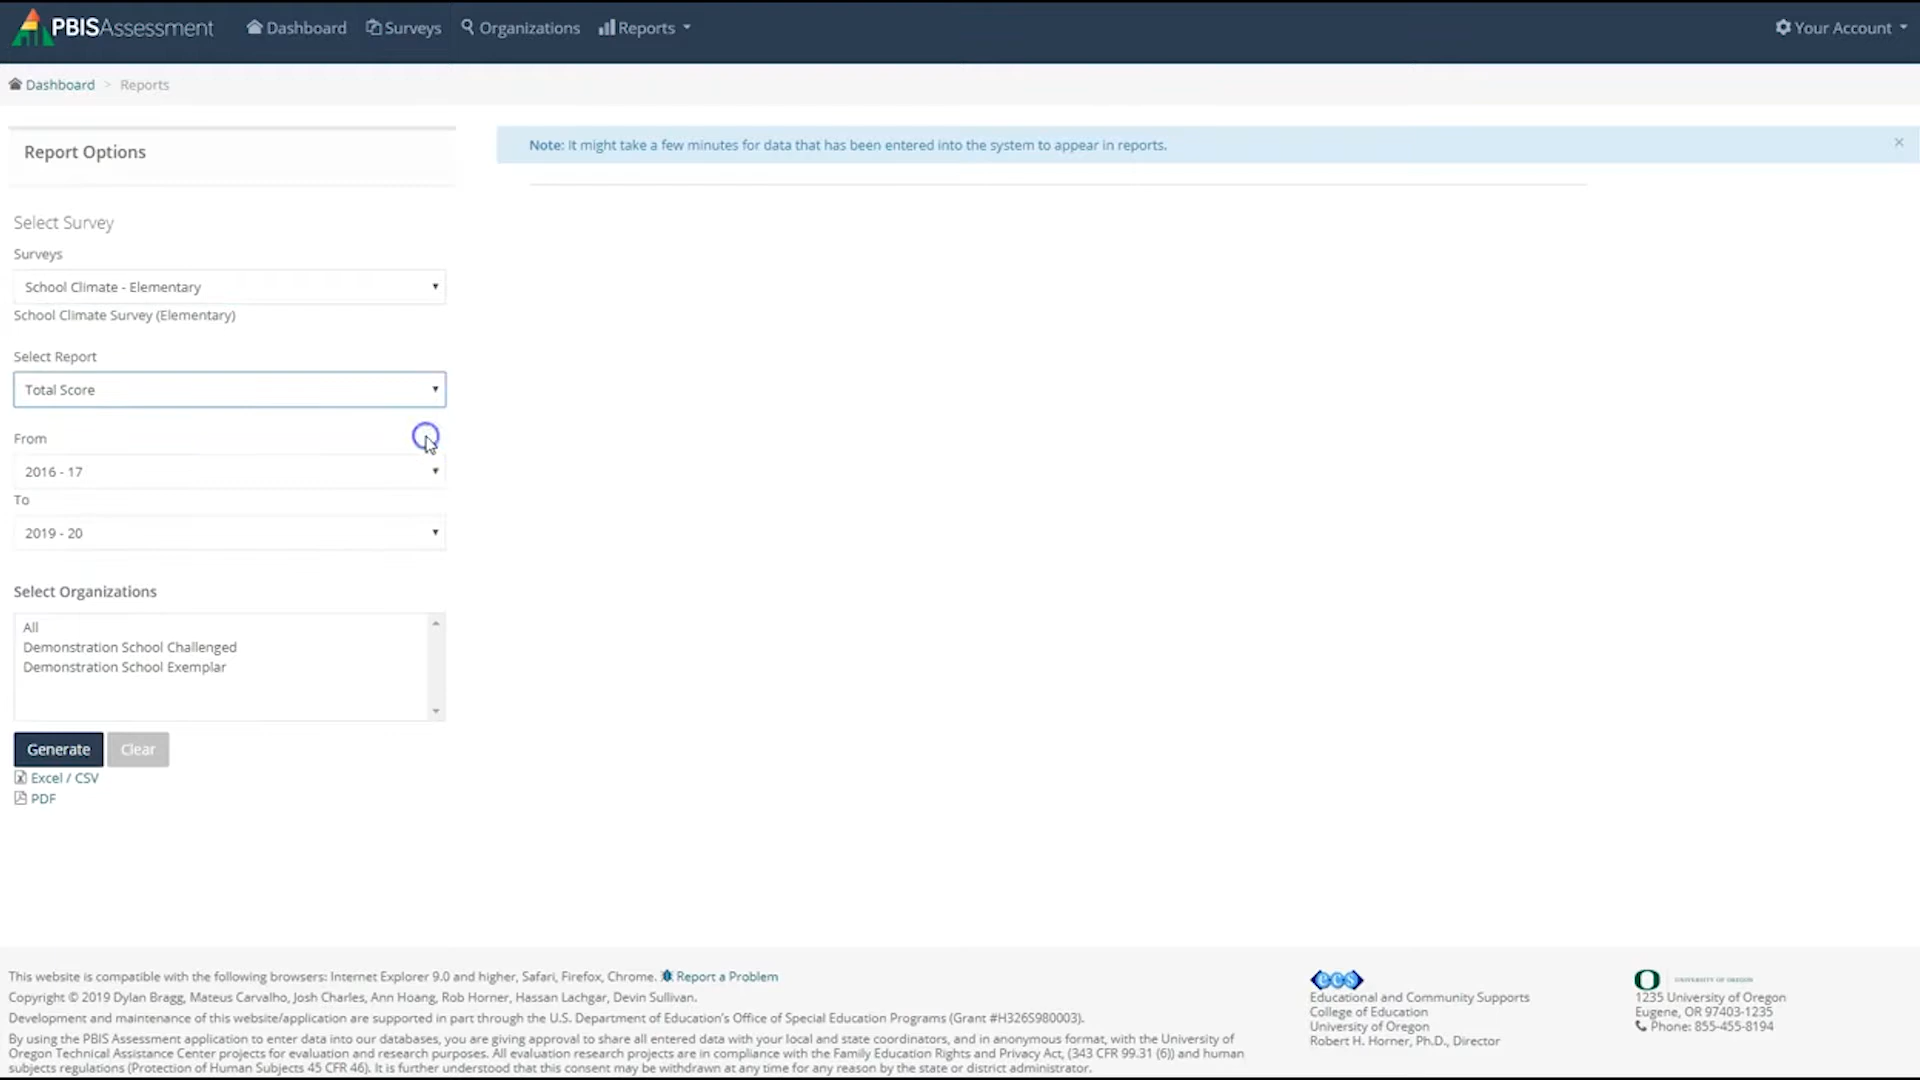 PBISAssessment Dashboard Surveys Organizations Reports Your Account
Dashboard > Reports
Report Options
Note: It might take a few minutes for data that has been entered into the system to appear in reports. ×
Select Survey
Surveys
School Climate - Elementary
School Climate Survey (Elementary)
Select Report
Total Score
From
2016 - 17
To
2019 - 20
Select Organizations
All
Demonstration School Challenged
Demonstration School Exemplar
Generate Clear
Excel / CSV
PDF
This website is compatible with the following browsers: Internet Explorer 9.0 and higher, Safari, Firefox, Chrome. Report a Problem
Copyright © 2019 Dylan Bragg, Mateus Carvalho, Josh Charles, Ann Hoang, Rob Horner, Hassan Lachgar, Devin Sullivan.
Development and maintenance of this website/application are supported in part through the U.S. Department of Education's Office of Special Education Programs (Grant #H326S980003).
By using the PBIS Assessment application to enter data into our databases, you are giving approval to share all entered data with your local and state coordinators, and in anonymous format, with the University of
Oregon Technical Assistance Center projects for evaluation and research purposes. All evaluation research projects are in compliance with the Family Education Rights and Privacy Act, (343 CFR 99.31 (6)) and human
subjects regulations (Protection of Human Subjects 45 CFR 46). It is further understood that this consent may be withdrawn at any time for any reason by the state or district administrator.
ecs
Educational and Community Supports
College of Education
University of Oregon
Robert H. Horner, Ph.D., Director
O UNIVERSITY OF OREGON
1235 University of Oregon
Eugene, OR 97403-1235
Phone: 855-455-8194